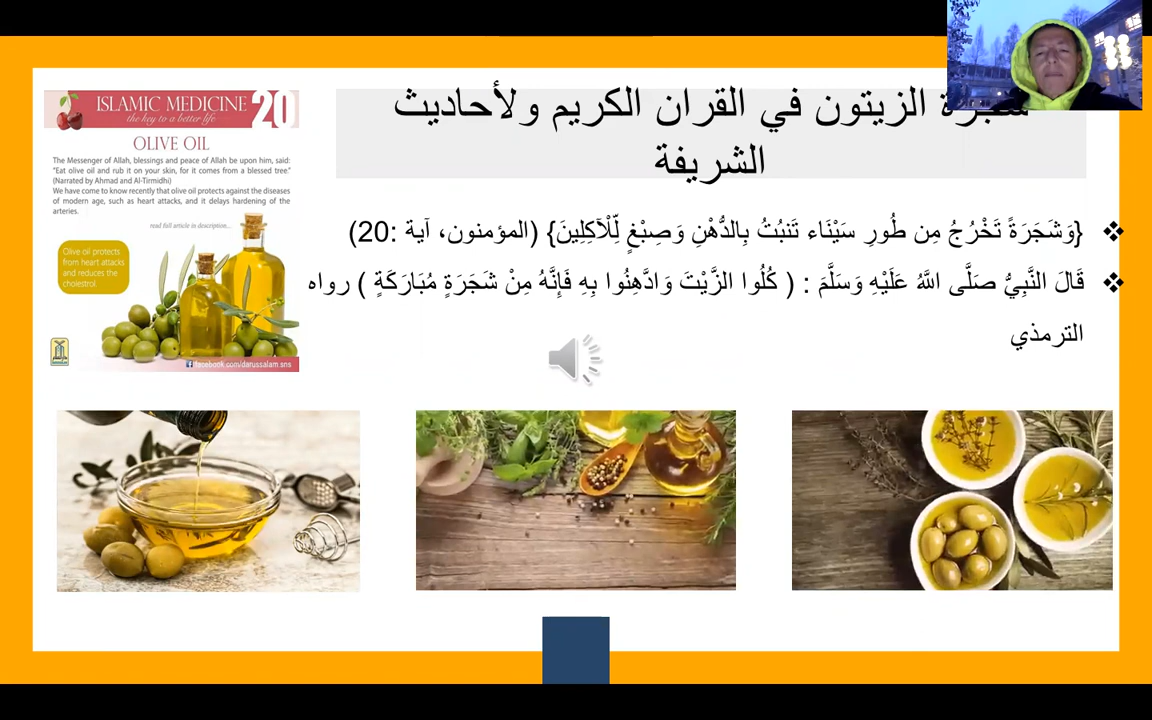 شجرة الزيتون في القران الكريم ولأحاديث
الشريفة
{وَشَجَرَةً تَخْرُجُ مِن طُورِ سَيْنَاء تَنبُتُ بِالدُّهْنِ وَصِبْغٍ لِّلْآكِلِينَ} (المؤمنون، آية :20)
قَالَ النَّبِيُّ صَلَّى اللَّهُ عَلَيْهِ وَسَلَّمَ : ( كُلُوا الزَّيْتَ وَادَّهِنُوا بِهِ فَإِنَّهُ مِنْ شَجَرَةٍ مُبَارَكَةٍ ) رواه
الترمذي
ISLAMIC MEDICINE 20
the key to a better life
OLIVE OIL
The Messenger of Allah, blessings and peace of Allah be upon him, said:
"Eat olive oil and rub it on your skin, for it comes from a blessed tree."
(Narrated by Ahmad and Al-Tirmidhi)
We have come to know recently that olive oil protects against the diseases
of modern age, such as heart attacks, and it delays hardening of the
arteries.
read full article in description...
Olive oil protects
from heart attacks
and reduces the
cholestrol.
facebook.com/darussalam.sns